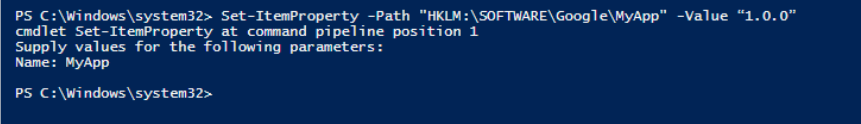 PS C:\Windows\system32> Set-ItemProperty -Path "HKLM:\SOFTWARE\Google\MyApp" -Value “1.0.0”
cmdlet Set-ItemProperty at command pipeline position 1
Supply values for the following parameters:
Name: MyApp
PS C:\Windows\system32>